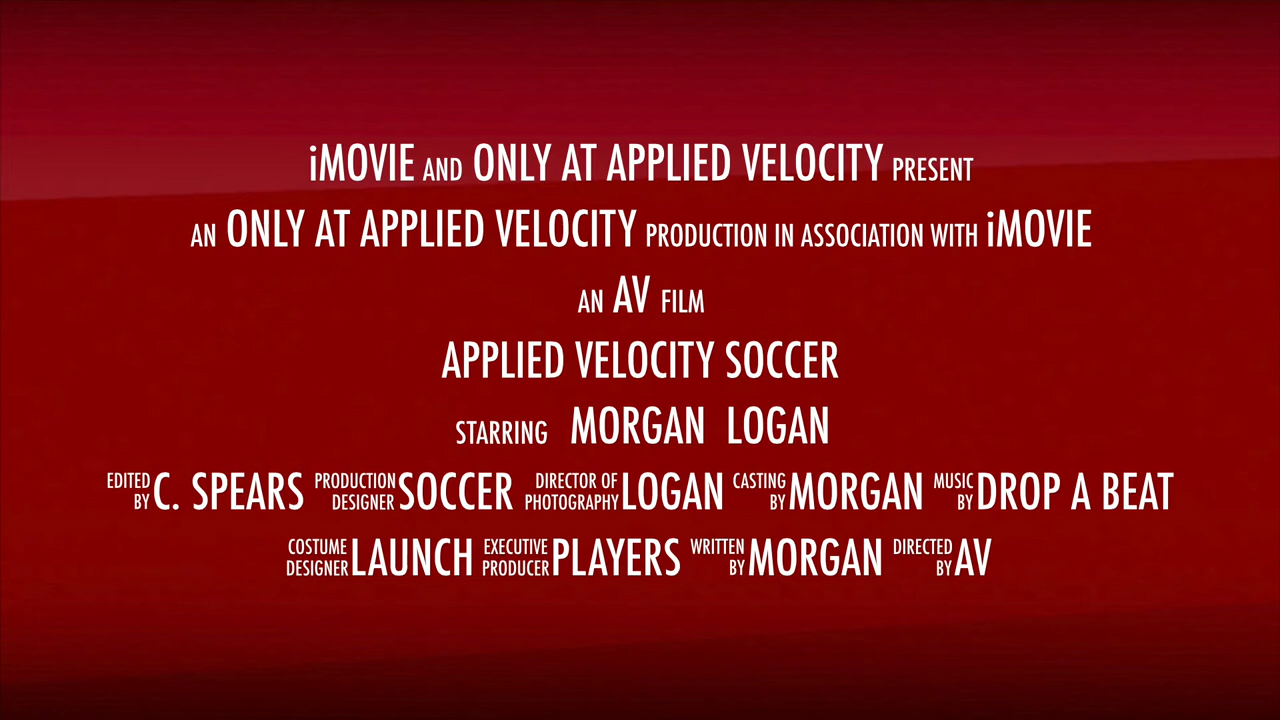 iMOVIE AND ONLY AT APPLIED VELOCITY PRESENT
AN ONLY AT APPLIED VELOCITY PRODUCTION IN ASSOCIATION WITH iMOVIE
AN AV FILM
APPLIED VELOCITY SOCCER
STARRING MORGAN LOGAN
EDITED BY C. SPEARS PRODUCTION DESIGNER SOCCER DIRECTOR OF PHOTOGRAPHY LOGAN CASTING BY MORGAN MUSIC BY DROP A BEAT
COSTUME DESIGNER LAUNCH EXECUTIVE PRODUCER PLAYERS WRITTEN BY MORGAN DIRECTED BY AV